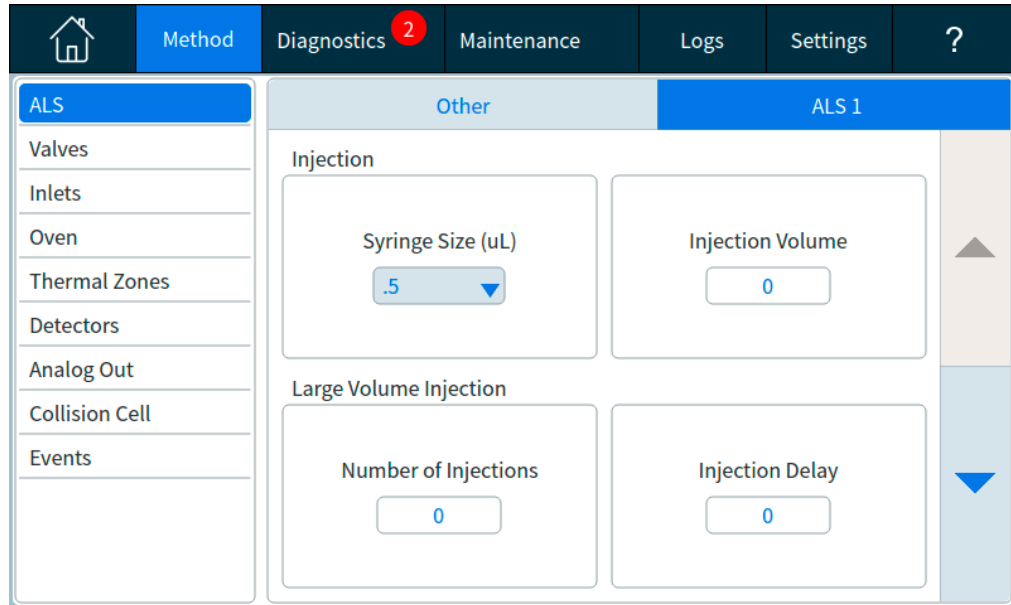 Method Diagnostics 2 Maintenance Logs Settings ?
ALS
Valves
Inlets
Oven
Thermal Zones
Detectors
Analog Out
Collision Cell
Events
Other ALS 1
Injection
Syringe Size (uL) Injection Volume
.5 0
Large Volume Injection
Number of Injections Injection Delay
0 0